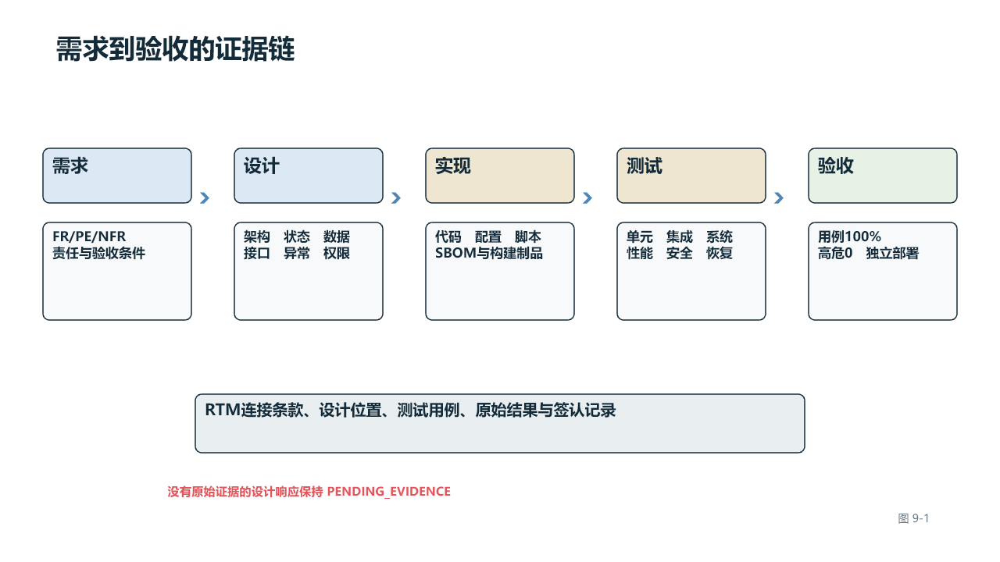 需求到验收的证据链
需求
设计
实现
测试
验收
FR/PE/NFR
责任与验收条件
架构　状态　数据
接口　异常　权限
代码　配置　脚本
SBOM与构建制品
单元　集成　系统
性能　安全　恢复
用例100%
高危0　独立部署
RTM连接条款、设计位置、测试用例、原始结果与签认记录
没有原始证据的设计响应保持 PENDING_EVIDENCE
图 9-1